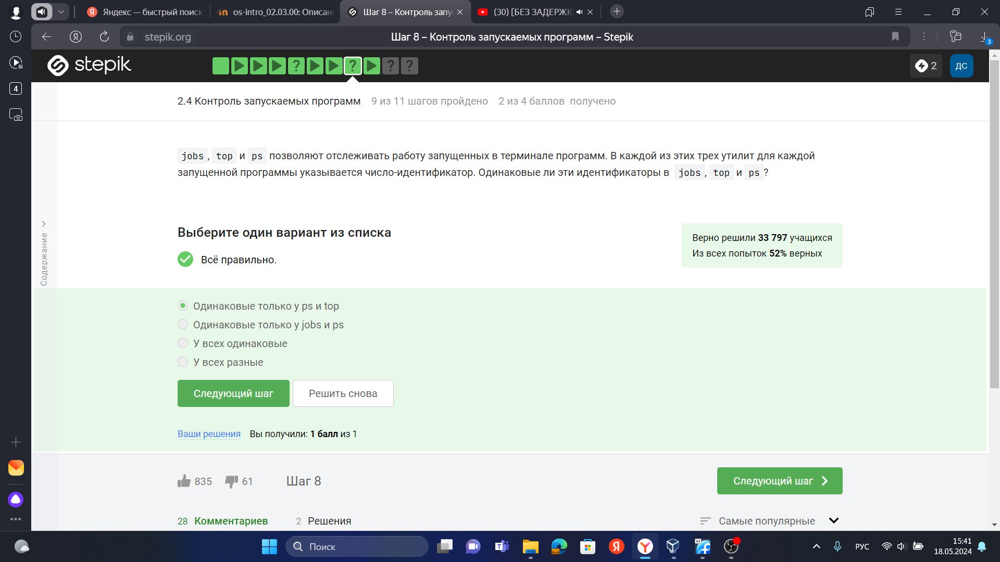 Яндекс — быстрый поиск
os-intro_02.03.00: Описан
Шаг 8 – Контроль запу
(30) [БЕЗ ЗАДЕРЖК
stepik.org
Шаг 8 – Контроль запускаемых программ – Stepik
3
4
stepik
? ? ? ?
2
ДС
2.4 Контроль запускаемых программ 9 из 11 шагов пройдено 2 из 4 баллов получено
jobs, top и ps позволяют отслеживать работу запущенных в терминале программ. В каждой из этих трех утилит для каждой
запущенной программы указывается число-идентификатор. Одинаковые ли эти идентификаторы в jobs, top и ps?
Содержание
Выберите один вариант из списка
Всё правильно.
Верно решили 33 797 учащихся
Из всех попыток 52% верных
Одинаковые только у ps и top
Одинаковые только у jobs и ps
У всех одинаковые
У всех разные
Следующий шаг
Решить снова
Ваши решения Вы получили: 1 балл из 1
835 61 Шаг 8
Следующий шаг
28 Комментариев 2 Решения
Самые популярные
Поиск
64
РУС
15:41
18.05.2024